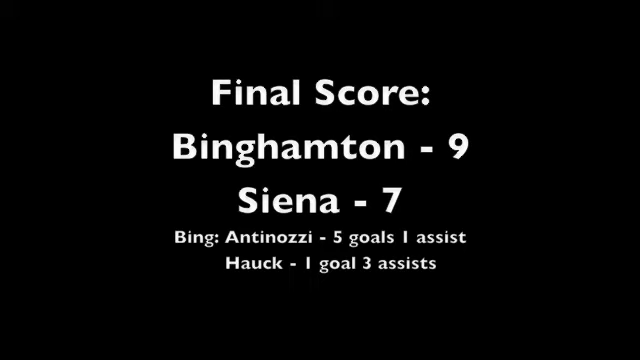 Final Score:
Binghamton - 9
Siena - 7
Bing: Antinozzi - 5 goals 1 assist
Hauck - 1 goal 3 assists